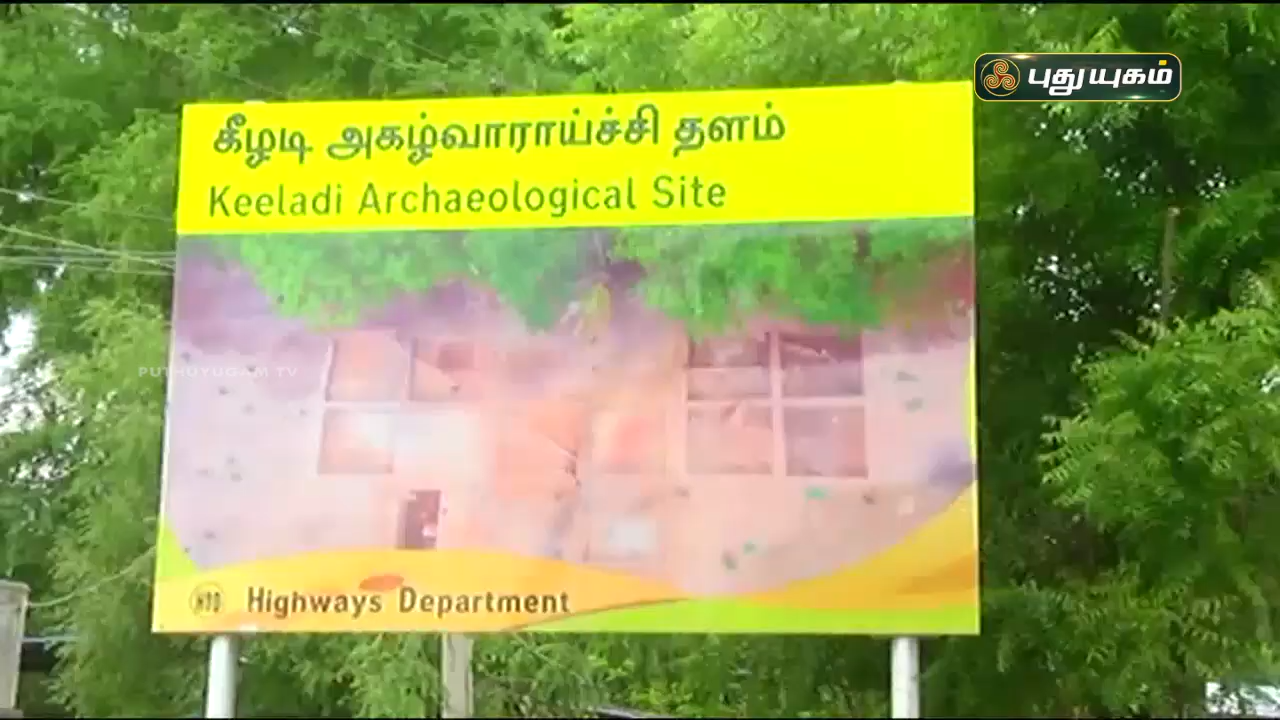 புதுயுகம்
கீழடி அகழ்வாராய்ச்சி தளம்
Keeladi Archaeological Site
PUTHUYUGAM TV
Highways Department